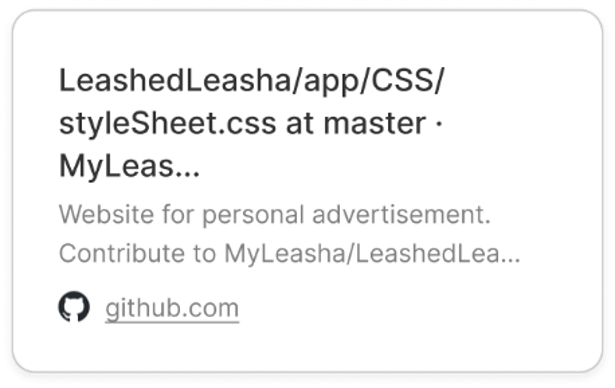 LeashedLeasha/app/CSS/
styleSheet.css at master ·
MyLeas...
Website for personal advertisement.
Contribute to MyLeasha/LeashedLea...
github.com